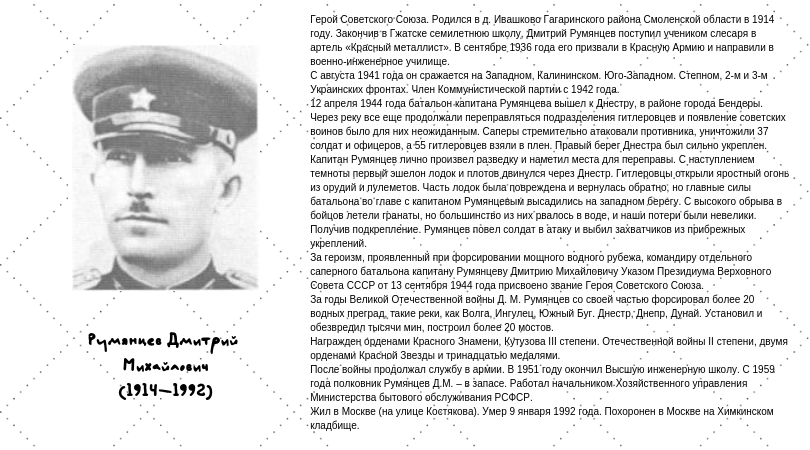 Герой Советского Союза. Родился в д. Ивашково Гагаринского района Смоленской области в 1914
году. Закончив в Гжатске семилетнюю школу, Дмитрий Румянцев поступил учеником слесаря в
артель «Красный металлист». В сентябре 1936 года его призвали в Красную Армию и направили в
военно-инженерное училище.
С августа 1941 года он сражается на Западном, Калининском. Юго-Западном. Степном, 2-м и 3-м
Украинских фронтах. Член Коммунистической партии с 1942 года.
12 апреля 1944 года батальон капитана Румянцева вышел к Днестру, в районе города Бендеры.
Через реку все еще продолжали переправляться подразделения гитлеровцев и появление советских
воинов было для них неожиданным. Саперы стремительно атаковали противника, уничтожили 37
солдат и офицеров, а 55 гитлеровцев взяли в плен. Правый берег Днестра был сильно укреплен.
Капитан Румянцев лично произвел разведку и наметил места для переправы. С наступлением
темноты первый эшелон лодок и плотов двинулся через Днестр. Гитлеровцы открыли яростный огонь
из орудий и пулеметов. Часть лодок была повреждена и вернулась обратно, но главные силы
батальона во главе с капитаном Румянцевым высадились на западном берегу. С высокого обрыва в
бойцов летели гранаты, но большинство из них рвалось в воде, и наши потери были невелики.
Получив подкрепление. Румянцев повел солдат в атаку и выбил захватчиков из прибрежных
укреплений.
За героизм, проявленный при форсировании мощного водного рубежа, командиру отдельного
саперного батальона капитану Румянцеву Дмитрию Михайловичу Указом Президиума Верховного
Совета СССР от 13 сентября 1944 года присвоено звание Героя Советского Союза.
За годы Великой Отечественной войны Д. М. Румянцев со своей частью форсировал более 20
водных преград, такие реки, как Волга, Ингулец, Южный Буг. Днестр, Днепр, Дунай. Установил и
обезвредил тысячи мин, построил более 20 мостов.
Награжден орденами Красного Знамени, Кутузова III степени. Отечественной войны II степени, двумя
орденами Красной Звезды и тринадцатью медалями.
После войны продолжал службу в армии. В 1951 году окончил Высшую инженерную школу. С 1959
года полковник Румянцев Д.М. – в запасе. Работал начальником Хозяйственного управления
Министерства бытового обслуживания РСФСР.
Жил в Москве (на улице Костякова). Умер 9 января 1992 года. Похоронен в Москве на Химкинском
кладбище.
Румянцев Дмитрий
Михайлович
(1914—1992)